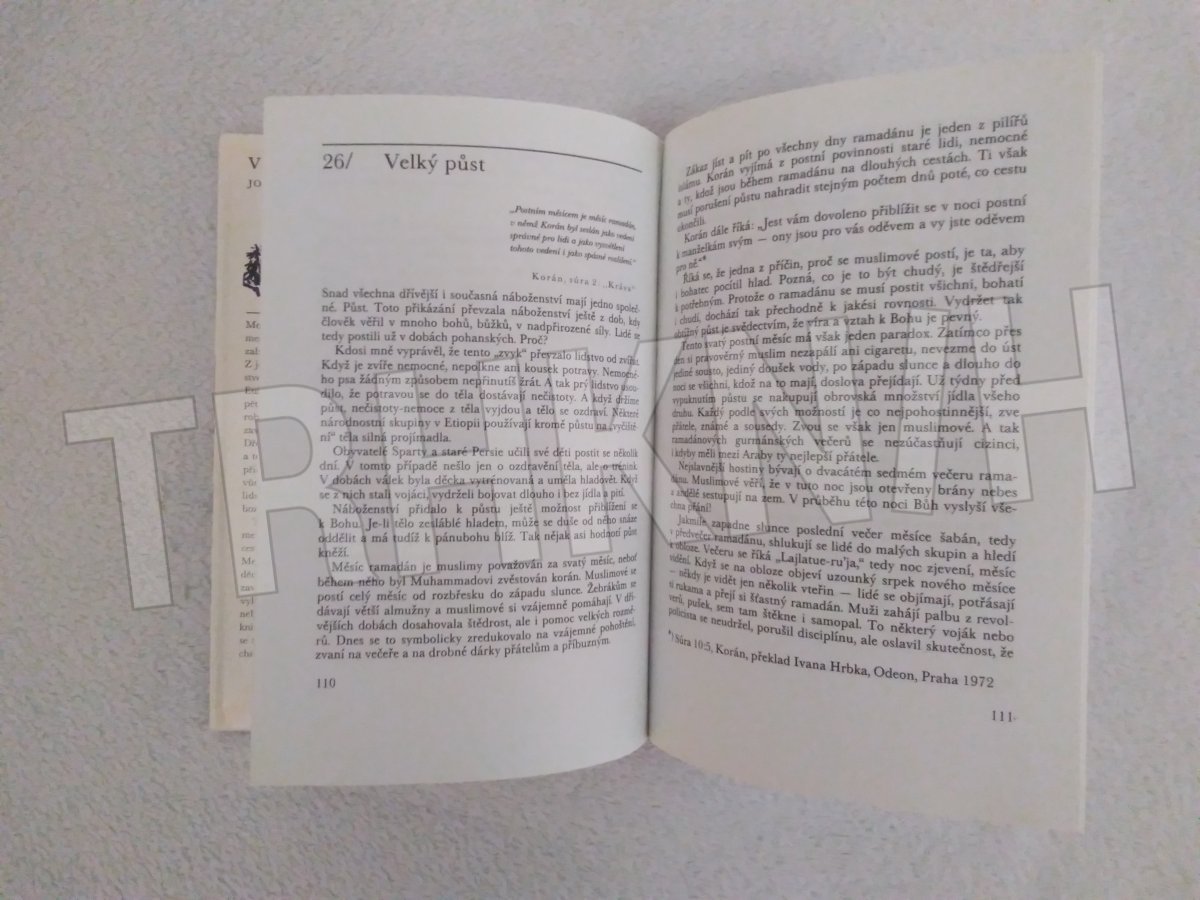 26/ Velký půst
„Postním měsícem je měsíc ramadán,
v němž Korán byl seslán jako vedení
správné pro lidi a jako vysvětlení
tohoto vedení i jako spásné rozlišení."
Korán, súra 2 „Kráva"
Snad všechna dřívější i současná náboženství mají jedno společ-
né. Půst. Toto přikázání převzala náboženství ještě z dob, kdy
člověk věřil v mnoho bohů, bůžků, v nadpřirozené síly. Lidé se
tedy postili už v dobách pohanských. Proč?
Kdosi mně vyprávěl, že tento „zvyk" převzalo lidstvo od zvířat.
Když je zvíře nemocné, nepolkne ani kousek potravy. Nemocné-
ho psa žádným způsobem nepřinutíš žrát. A tak prý lidstvo usou-
dilo, že potravou se do těla dostávají nečistoty. A když držíme
půst, nečistoty-nemoce z těla vyjdou a tělo se ozdraví. Některé
národnostní skupiny v Etiopii používají kromě půstu na „vyčiště-
ní" těla silná projímadla.
Obyvatelé Sparty a staré Persie učili své děti postit se několik
dní. V tomto případě nešlo jen o ozdravění těla, ale o trénink.
V dobách válek byla děcka vytrénovaná a uměla hladovět. Když
se z nich stali vojáci, vydrželi bojovat dlouho i bez jídla a pití.
Náboženství přidalo k půstu ještě možnost přiblížení se
k Bohu. Je-li tělo zesláblé hladem, může se duše od něho snáze
oddělit a má tudíž k pánubohu blíž. Tak nějak asi hodnotí půst
kněží.
Měsíc ramadán je muslimy považován za svatý měsíc, neboť
během něho byl Muhammadovi zvěstován korán. Muslimové se
postí celý měsíc od rozbřesku do západu slunce. Žebrákům se
dávají větší almužny a muslimové si vzájemně pomáhají. V dří-
vějších dobách dosahovala štědrost, ale i pomoc velkých rozmě-
rů. Dnes se to symbolicky zredukovalo na vzájemné pohoštění,
zvaní na večeře a na drobné dárky přátelům a příbuzným.
110
Zákaz jíst a pít po všechny dny ramadánu je jeden z pilířů
islámu. Korán vyjímá z postní povinnosti staré lidi, nemocné
a ty, kdož jsou během ramadánu na dlouhých cestách. Ti však
musí porušení půstu nahradit stejným počtem dnů poté, co cestu
ukončili.
Korán dále říká: „Jest vám dovoleno přiblížit se v noci postní
k manželkám svým — ony jsou pro vás oděvem a vy jste oděvem
pro ně"*
Říká se, že jedna z příčin, proč se muslimové postí, je ta, aby
i bohatec pocítil hlad. Pozná, co je to být chudý, je štědřejší
k potřebným. Protože o ramadánu se musí postit všichni, bohatí
i chudí, dochází tak přechodně k jakési rovnosti. Vydržet tak
obtížný půst je svědectvím, že víra a vztah k Bohu je pevný.
Tento svatý postní měsíc má však jeden paradox. Zatímco přes
den si pravověrný muslim nezapálí ani cigaretu, nevezme do úst
jediné sousto, jediný doušek vody, po západu slunce a dlouho do
noci se všichni, kdož na to mají, doslova přejídají. Už týdny před
vypuknutím půstu se nakupují obrovská množství jídla všeho
druhu. Každý podle svých možností je co nejpohostinnější, zve
přátele, známé a sousedy. Zvou se však jen muslimové. A tak
ramadánových gurmánských večerů se nezúčastňují cizinci,
i kdyby měli mezi Araby ty nejlepší přátele.
Nejslavnější hostiny bývají o dvacátém sedmém večeru rama-
dánu. Muslimové věří, že v tuto noc jsou otevřeny brány nebes
a andělé sestupují na zem. V průběhu této noci Bůh vyslyší vše-
chna přání!
Jakmile zapadne slunce poslední večer měsíce šabán, tedy
v předvečer ramadánu, shlukují se lidé do malých skupin a hledí
k obloze. Večeru se říká „Lajlatue-ru'ja," tedy noc zjevení, měsíc
vidění. Když se na obloze objeví uzounký srpek nového měsíce
— někdy je vidět jen několik vteřin — lidé se objímají, potřásají
si rukama a přejí si šťastný ramadán. Muži zahájí palbu z revol-
verů, pušek, sem tam štěkne i samopal. To některý voják nebo
policista se neudržel, porušil disciplínu, ale oslavil skutečnost, že
*) Súra 10:5, Korán, překlad Ivana Hrbka, Odeon, Praha 1972
111
TRHKNIH